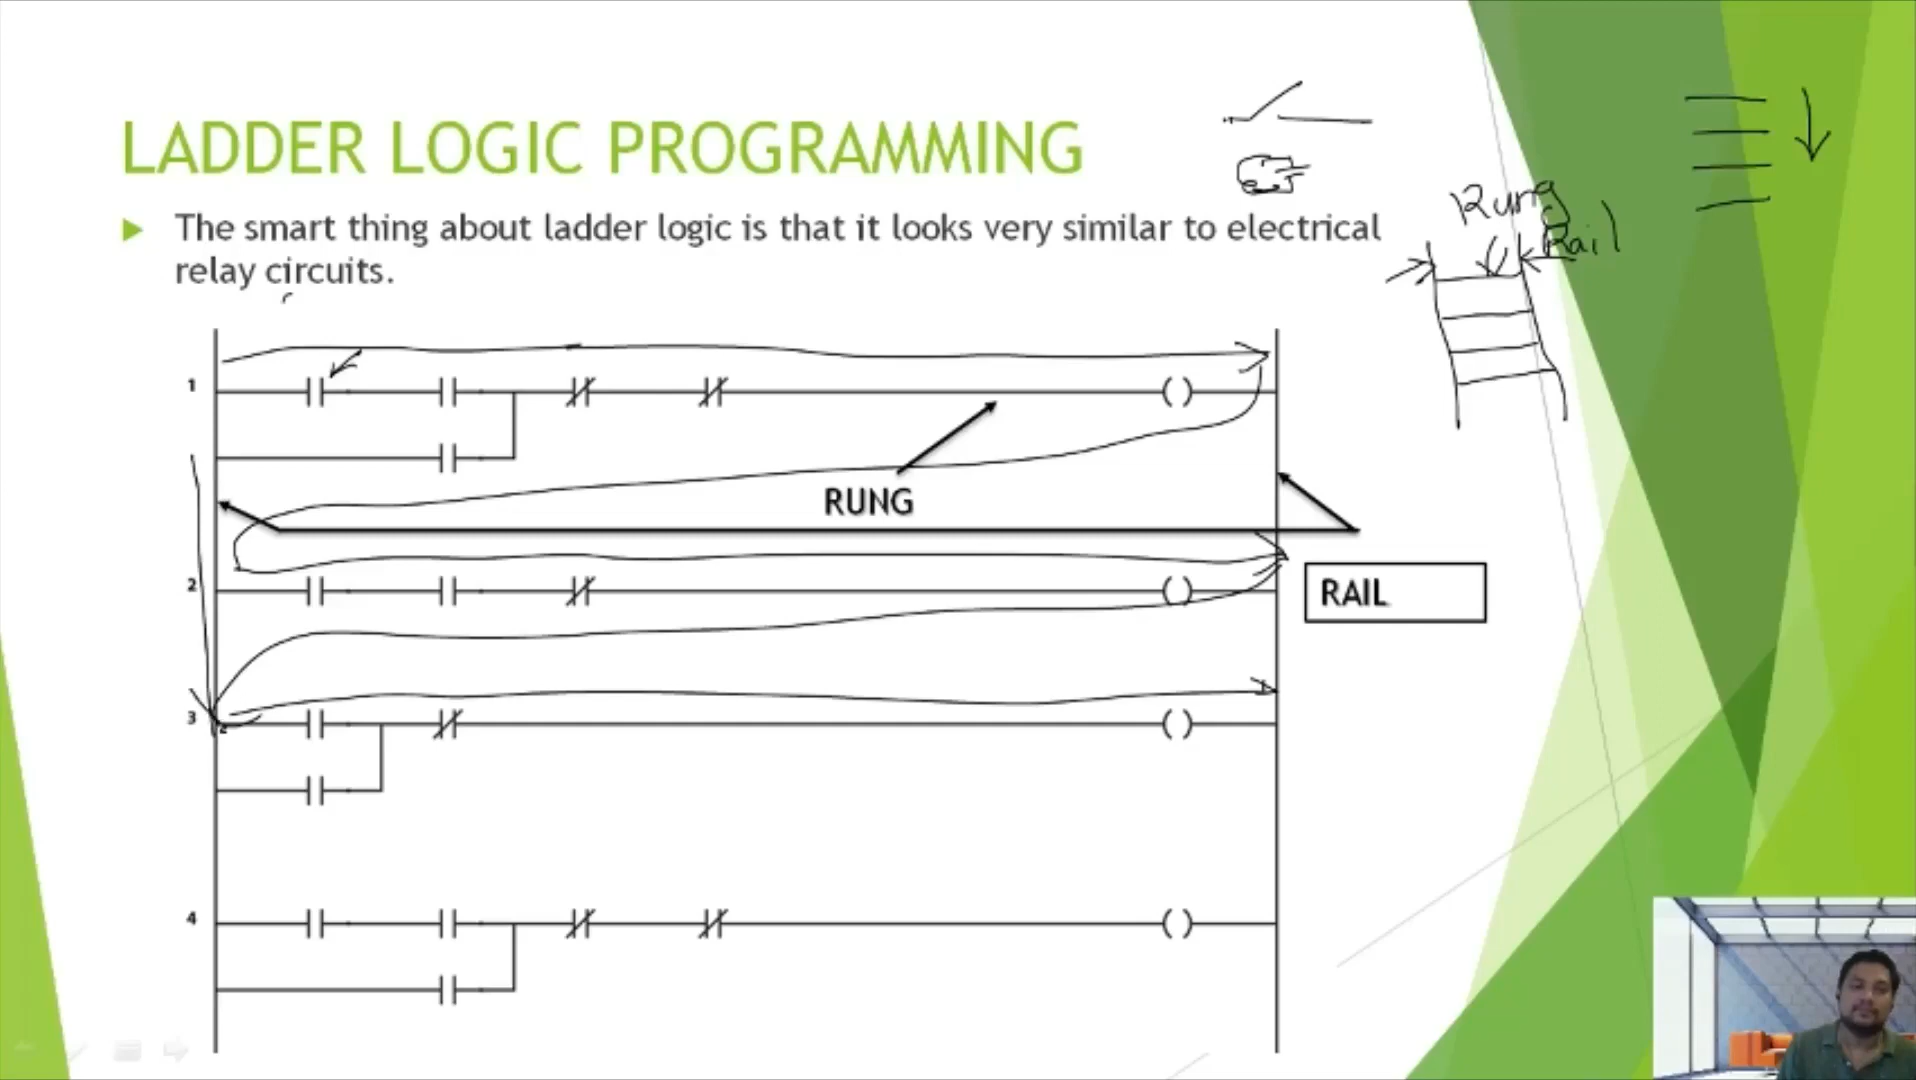 LADDER LOGIC PROGRAMMING
The smart thing about ladder logic is that it looks very similar to electrical
relay circuits.
Rung
Rail
1
RUNG
2
RAIL
3
4